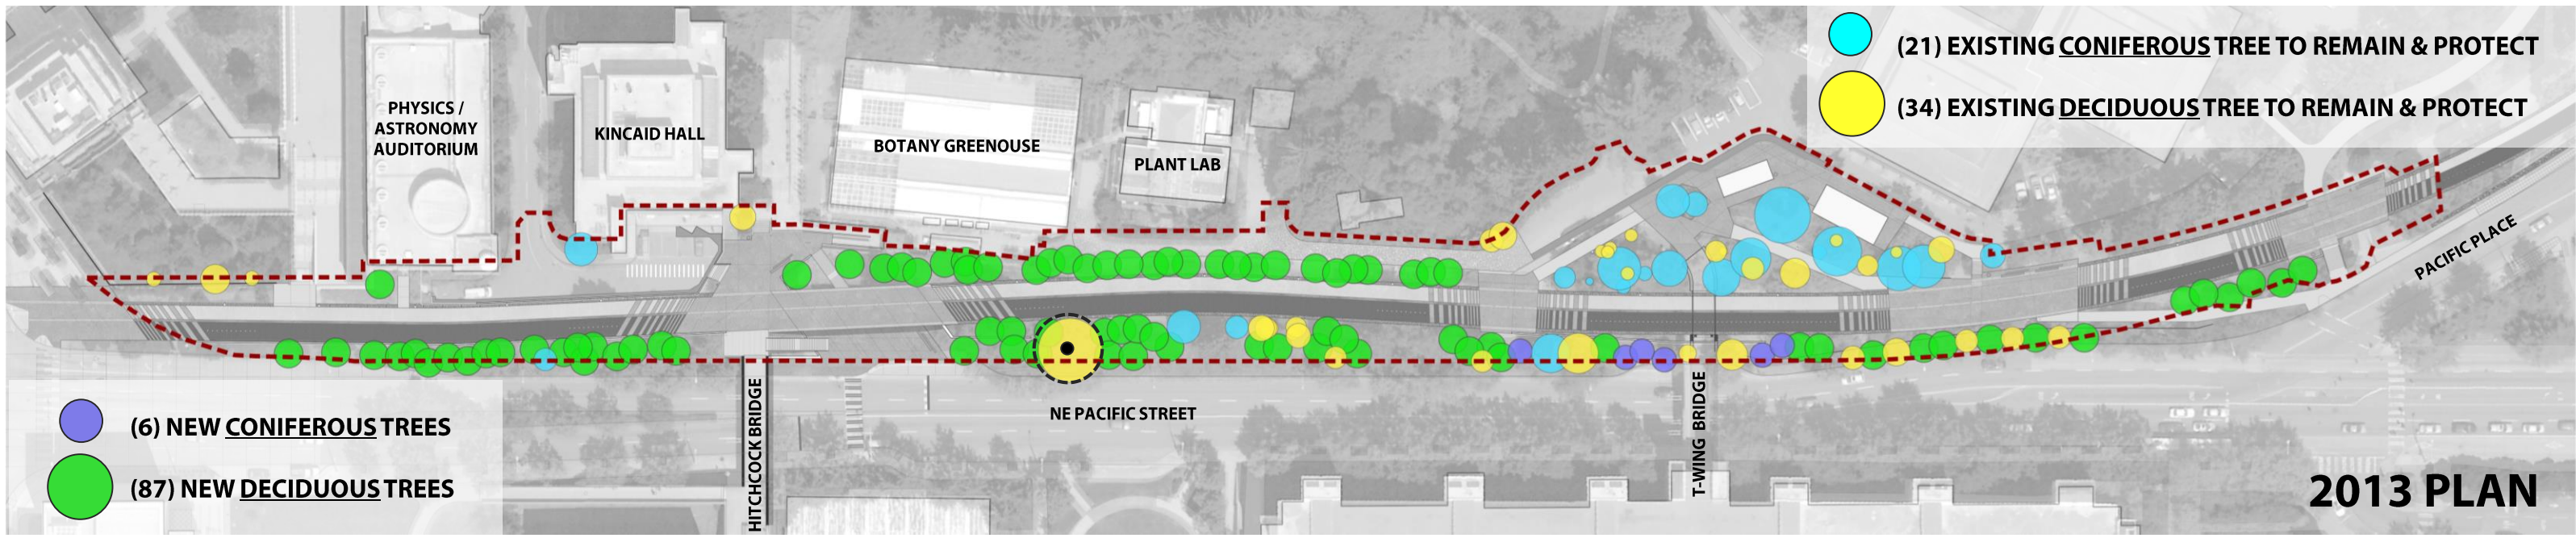 (21) EXISTING CONIFEROUS TREE TO REMAIN & PROTECT
(34) EXISTING DECIDUOUS TREE TO REMAIN & PROTECT
PHYSICS /
ASTRONOMY
AUDITORIUM
KINCAID HALL
BOTANY GREENOUSE
PLANT LAB
PACIFIC PLACE
HITCHCOCK BRIDGE
NE PACIFIC STREET
T-WING BRIDGE
(6) NEW CONIFEROUS TREES
(87) NEW DECIDUOUS TREES
2013 PLAN